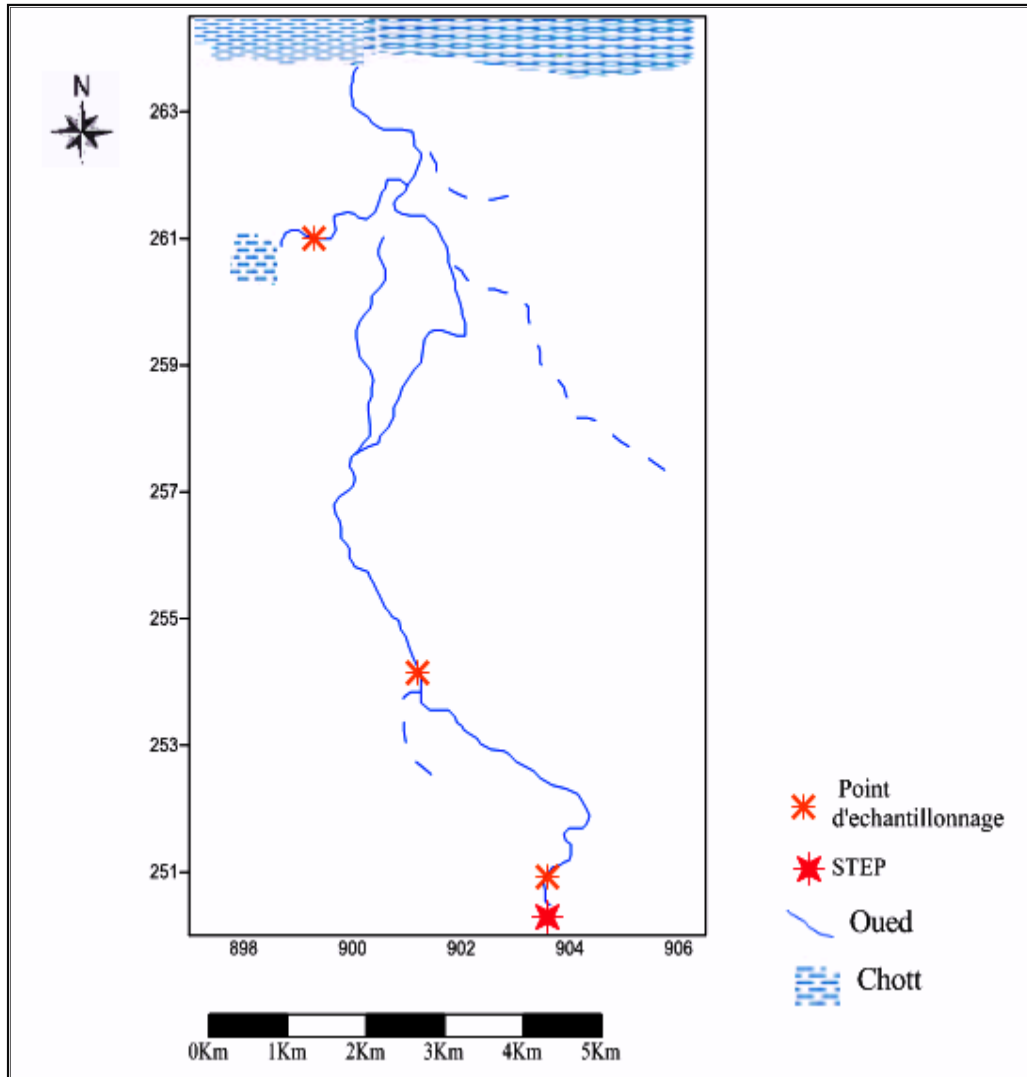 N
263
261
259
257
255
253
251
898 900 902 904 906
Point
d'echantillonnage
STEP
Oued
Chott
0Km 1Km 2Km 3Km 4Km 5Km